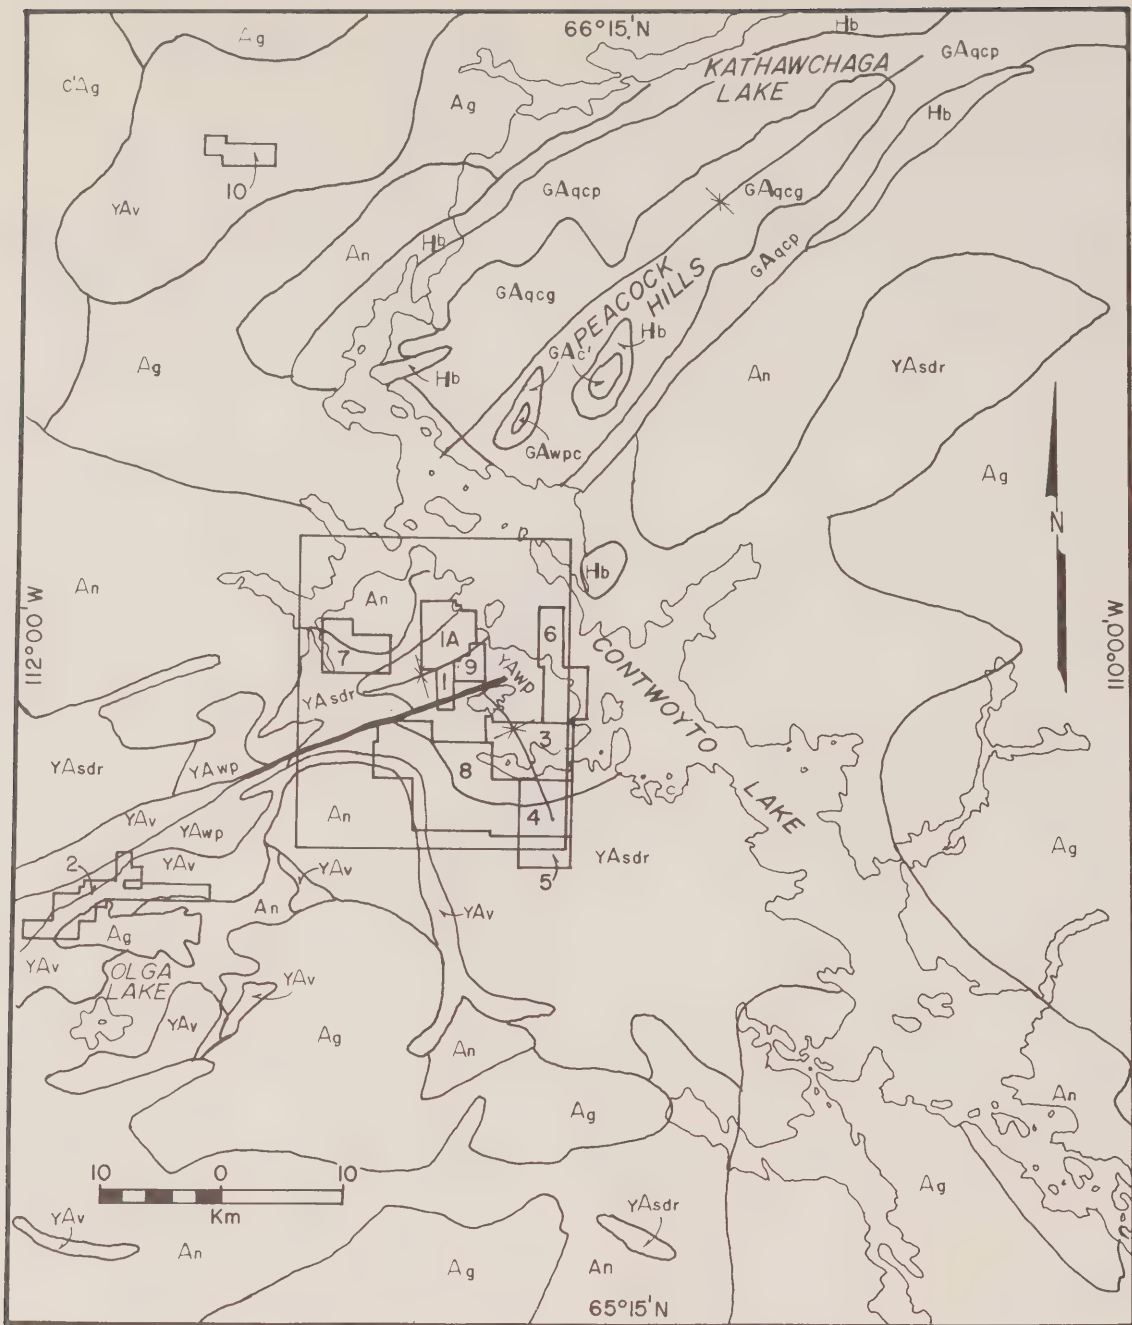 66°15'N
Ag
Hb
GAqcp
C'Ag
KATHAWCHAGA
LAKE
Ag
Hb
10
GAqcp
GAqcg
YAv
Hb
An
GAqcp
GAqcg
PEACOCK
HILLS
Hb
GAc'
Ag
Hb
An
YAsdr
GAwpc
Ag
N
An
Hb
An
112°00'W
110°00'W
1A
6
7
9
CONTWOYTO
LAKE
YAwp
1
YAsdr
3
YAsdr
YAwp
8
c
An
4
YAv
YAwp
YAsdr
Ag
2
YAv
YAv
5
An
YAv
Ag
YAv
OLGA
LAKE
YAv
YAv
Ag
An
An
Ag
10 0 10
Km
Ag
YAsdr
YAv
An
Ag
An
65°15'N